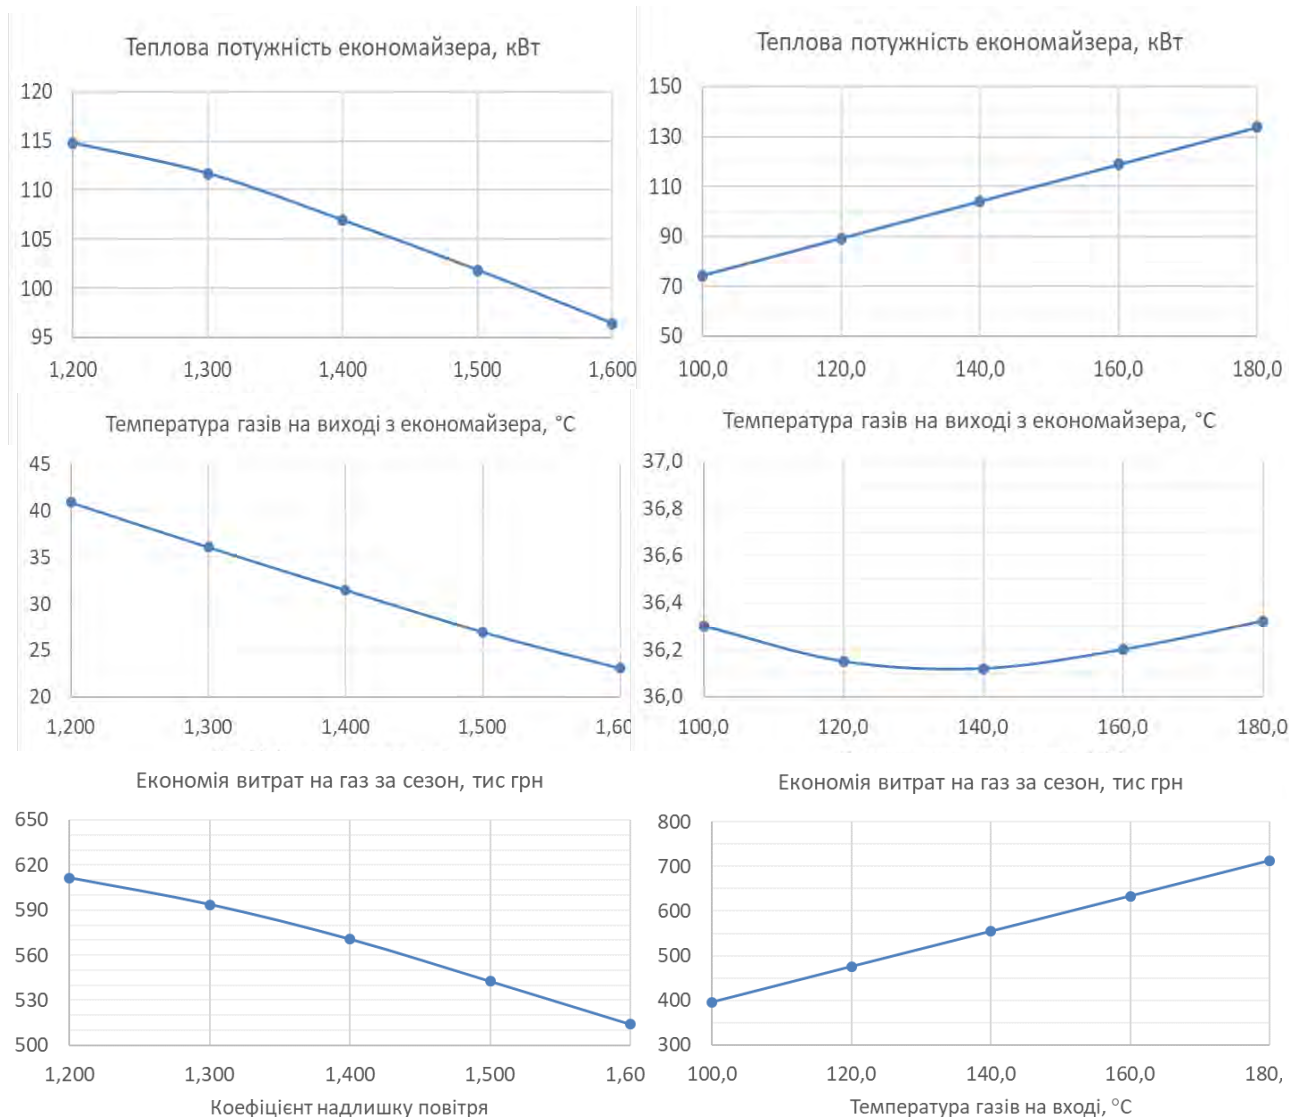 Теплова потужність економайзера, кВт
120
115
110
105
100
95
1,200 1,300 1,400 1,500 1,600
Теплова потужність економайзера, кВт
150
130
110
90
70
50
100,0 120,0 140,0 160,0 180,0
Температура газів на виході з економайзера, °C
45
40
35
30
25
20
1,200 1,300 1,400 1,500 1,60
Температура газів на виході з економайзера, °C
37,0
36,8
36,6
36,4
36,2
36,0
100,0 120,0 140,0 160,0 180,0
Економія витрат на газ за сезон, тис грн
650
620
590
560
530
500
1,200 1,300 1,400 1,500 1,60
Коефіцієнт надлишку повітря
Економія витрат на газ за сезон, тис грн
800
700
600
500
400
300
100,0 120,0 140,0 160,0 180,
Температура газів на вході, °C